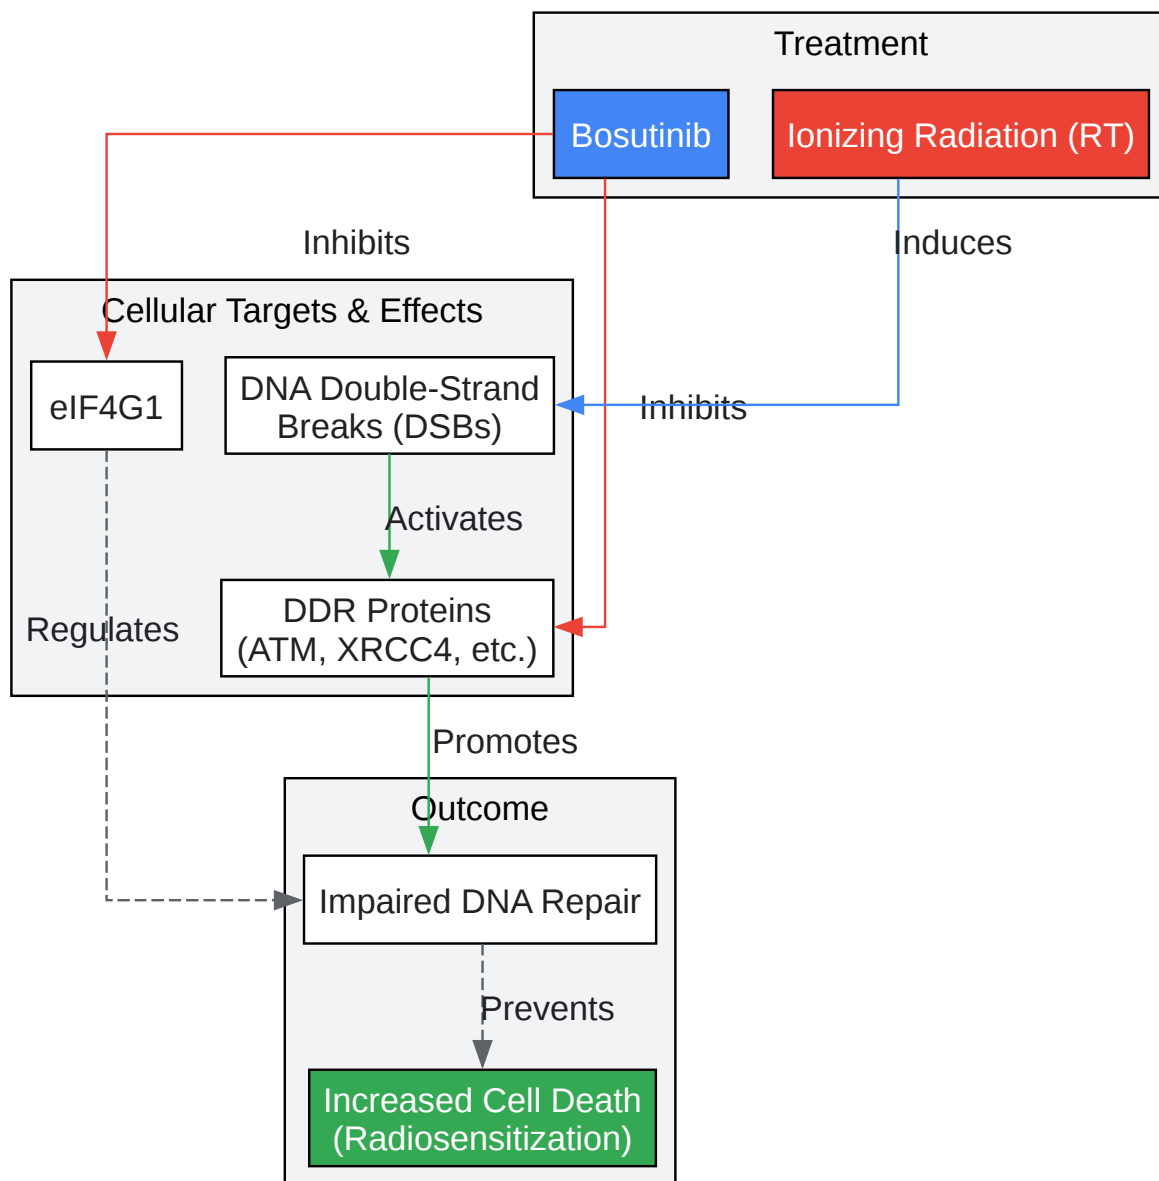 Treatment
Bosutinib
Ionizing Radiation (RT)
Inhibits
Induces
Cellular Targets & Effects
eIF4G1
DNA Double-Strand
Breaks (DSBs)
Inhibits
Activates
Regulates
DDR Proteins
(ATM, XRCC4, etc.)
Promotes
Outcome
Impaired DNA Repair
Prevents
Increased Cell Death
(Radiosensitization)